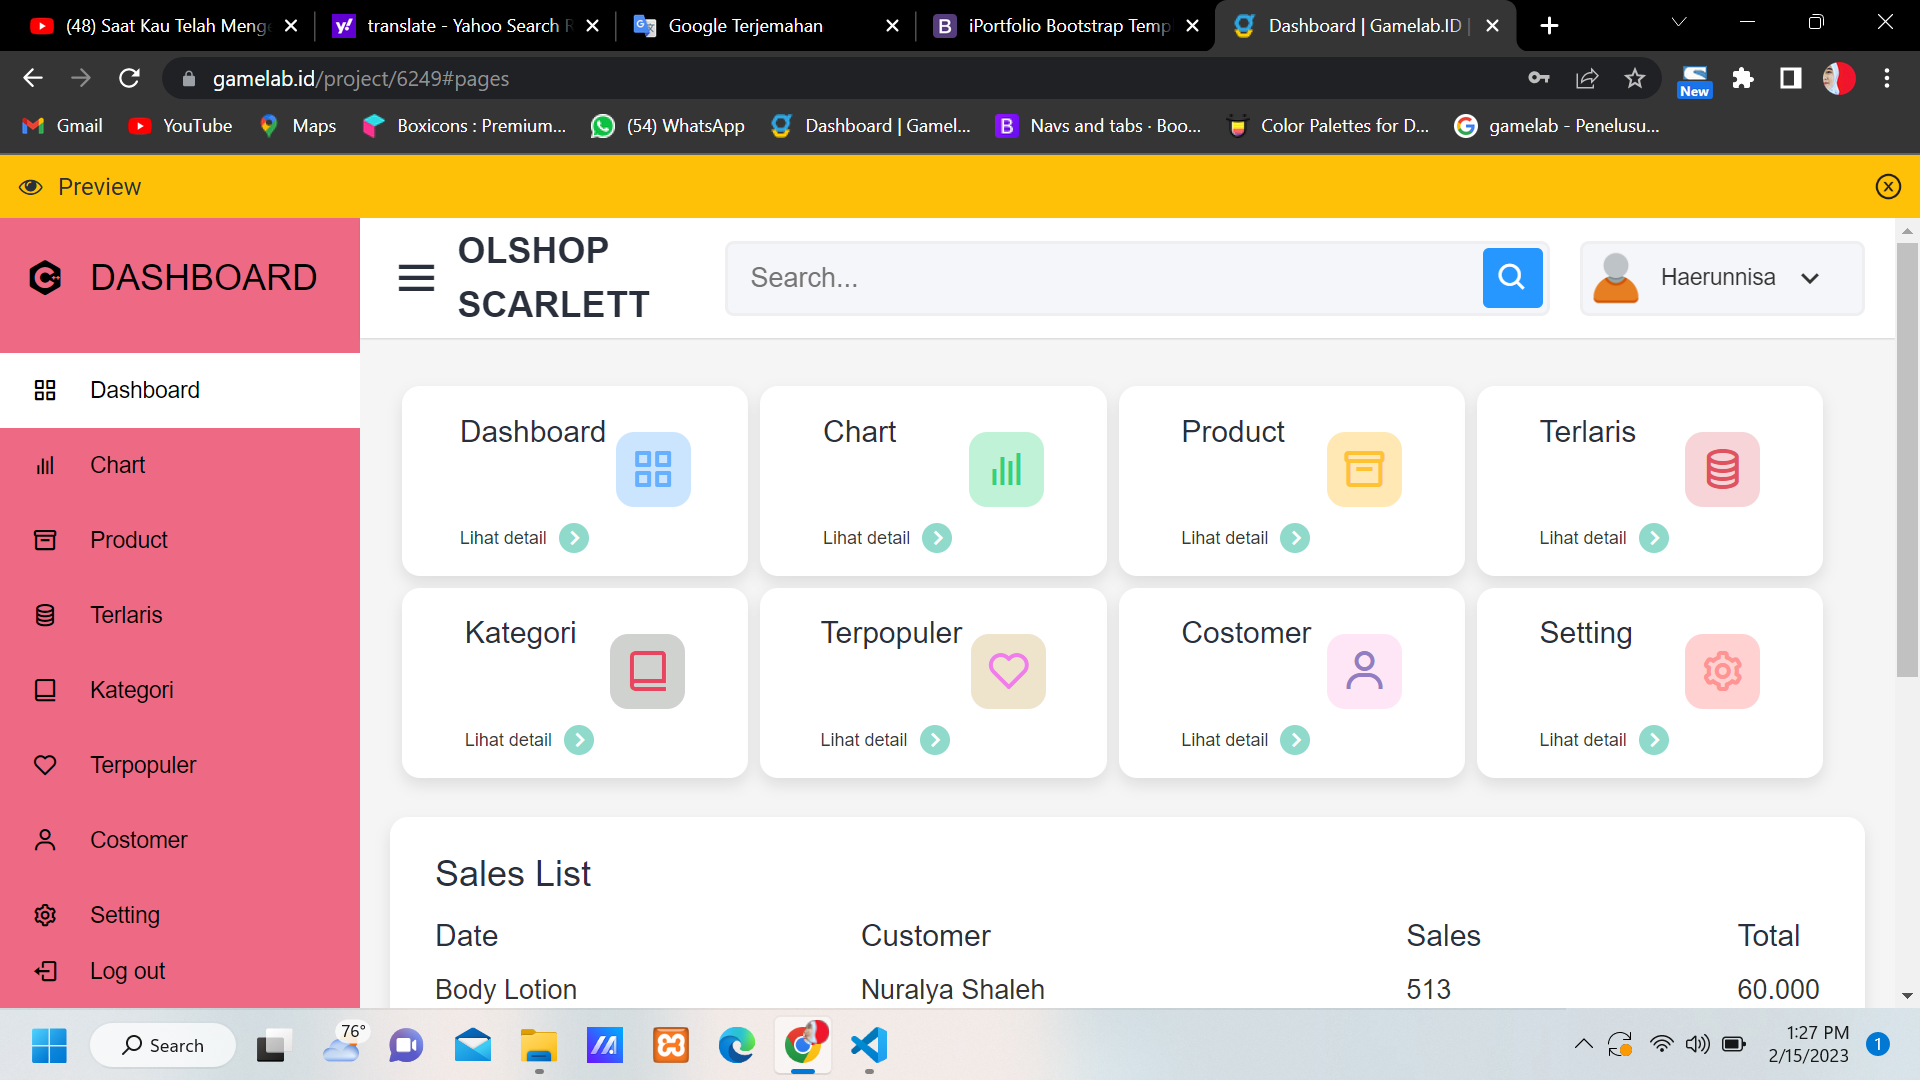 (48) Saat Kau Telah Menge
translate - Yahoo Search R
Google Terjemahan
iPortfolio Bootstrap Temp
Dashboard | Gamelab.ID |
gamelab.id/project/6249#pages
New
Gmail
YouTube
Maps
Boxicons : Premium...
(54) WhatsApp
Dashboard | Gamel...
Navs and tabs · Boo...
Color Palettes for D...
gamelab - Penelusu...
Preview
DASHBOARD
OLSHOP
SCARLETT
Search...
Haerunnisa
Dashboard
Chart
Product
Terlaris
Kategori
Terpopuler
Costomer
Setting
Log out
Dashboard
Lihat detail
Chart
Lihat detail
Product
Lihat detail
Terlaris
Lihat detail
Kategori
Lihat detail
Terpopuler
Lihat detail
Costomer
Lihat detail
Setting
Lihat detail
Sales List
Date Customer Sales Total
Body Lotion Nuralya Shaleh 513 60.000
Search
76°
1:27 PM
2/15/2023
1